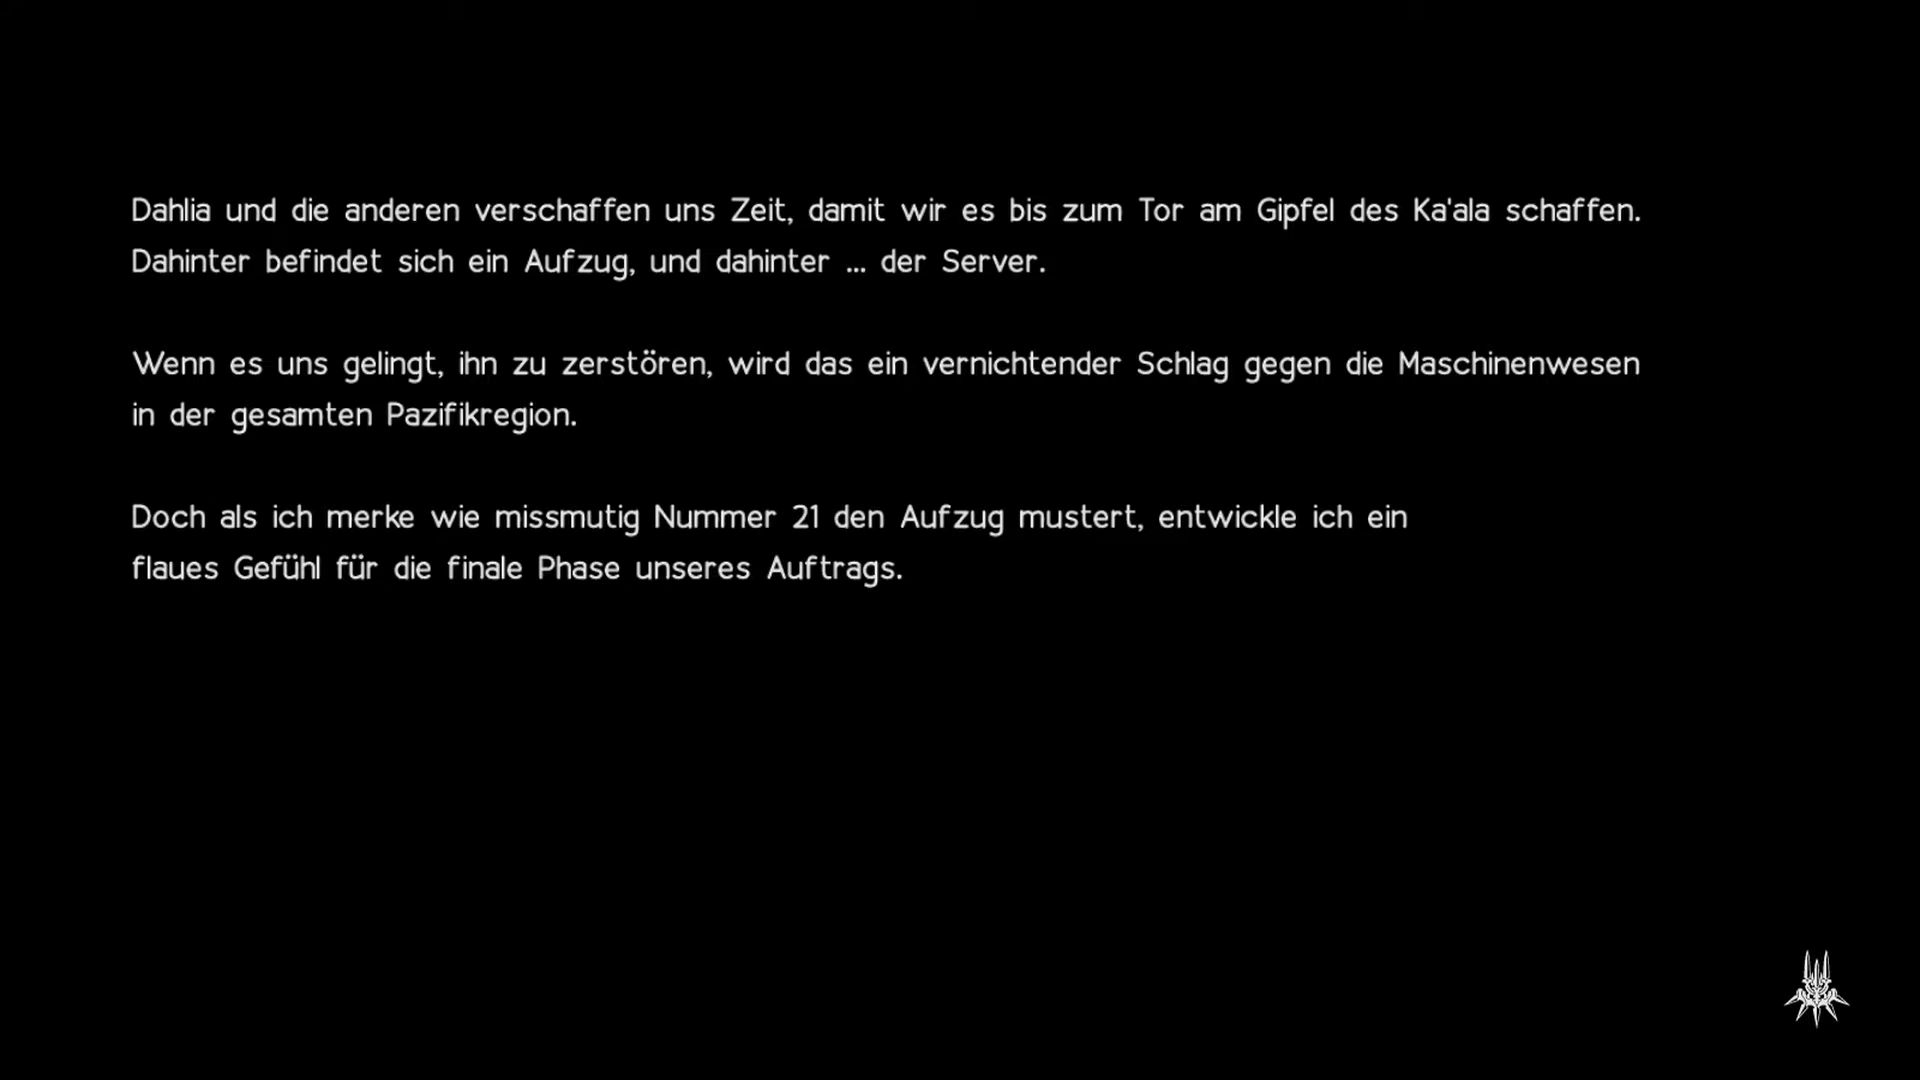 Dahlia und die anderen verschaffen uns Zeit, damit wir es bis zum Tor am Gipfel des Ka'ala schaffen.
Dahinter befindet sich ein Aufzug, und dahinter ... der Server.
Wenn es uns gelingt, ihn zu zerstören, wird das ein vernichtender Schlag gegen die Maschinenwesen
in der gesamten Pazifikregion.
Doch als ich merke wie missmutig Nummer 21 den Aufzug mustert, entwickle ich ein
flaues Gefühl für die finale Phase unseres Auftrags.